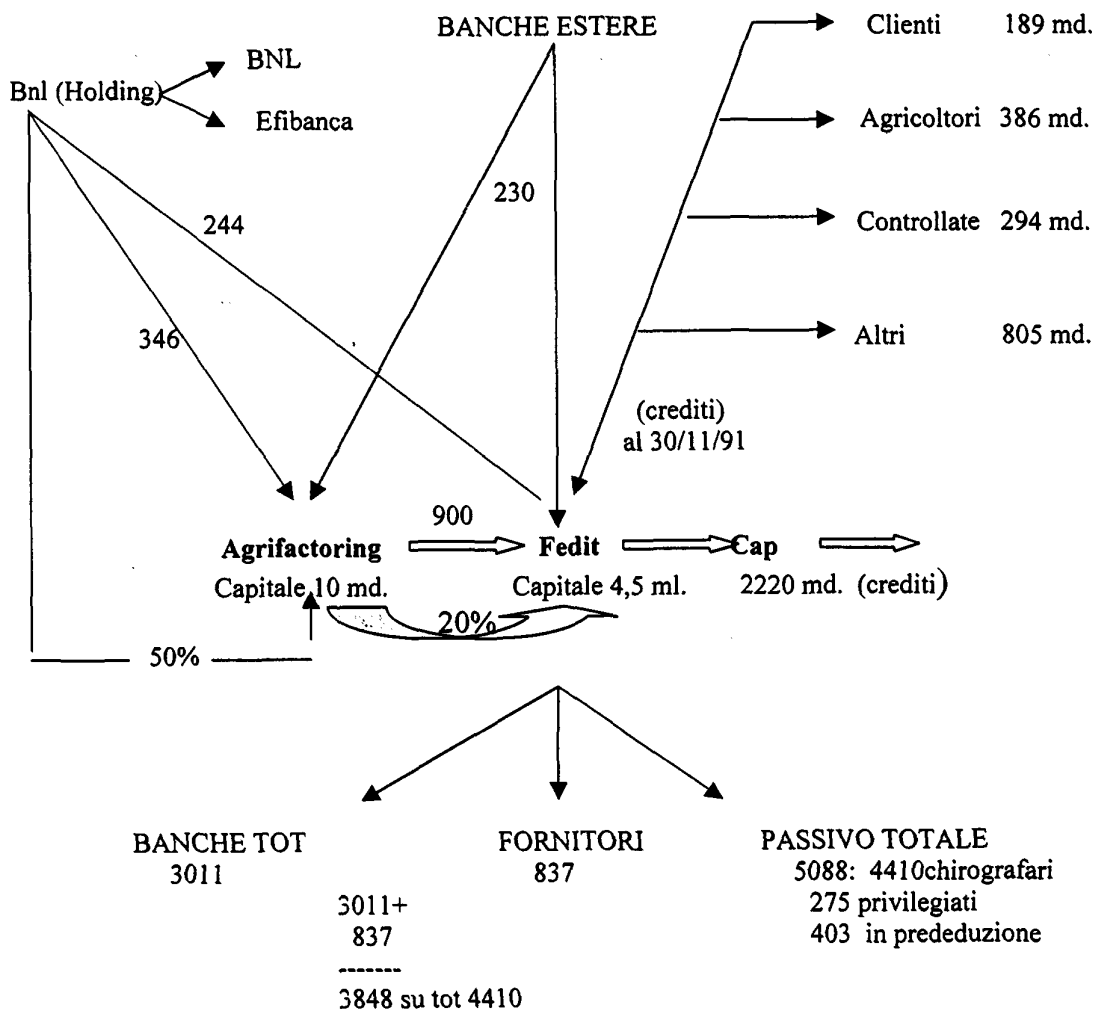 BANCHE ESTERE
Clienti 189 md.
BNL
Bnl (Holding)
Efibanca
Agricoltori 386 md.
230
244
Controllate 294 md.
346
Altri 805 md.
(crediti)
al 30/11/91
900
Agrifactoring Fedit Cap
Capitale 10 md. Capitale 4,5 ml. 2220 md. (crediti)
20%
50%
BANCHE TOT
3011
FORNITORI
837
PASSIVO TOTALE
5088: 4410chirografari
275 privilegiati
403 in prededuzione
3011+
837
-------
3848 su tot 4410